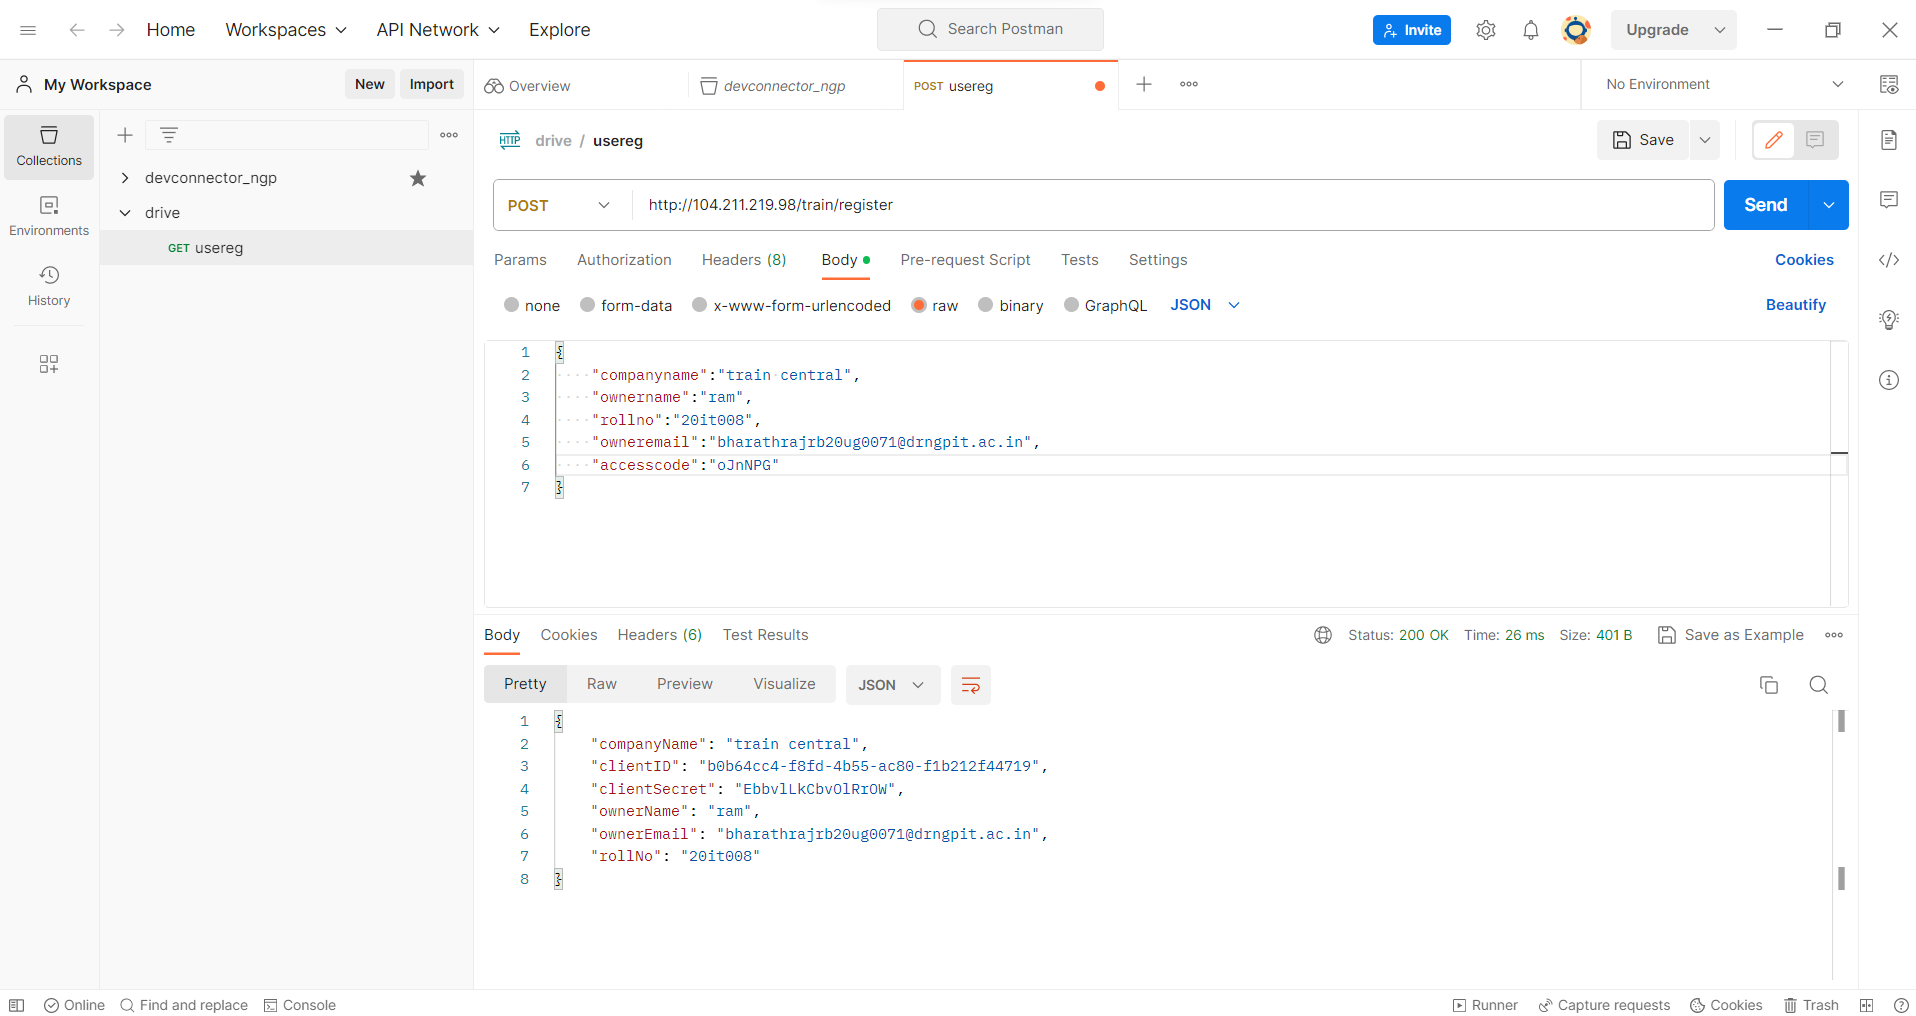 Home Workspaces API Network Explore Search Postman Invite Upgrade
My Workspace New Import Overview devconnector_ngp POST usereg No Environment
Collections
Environments
History
devconnector_ngp
drive
GET usereg
HTTP drive / usereg Save
POST http://104.211.219.98/train/register Send
Params Authorization Headers (8) Body Pre-request Script Tests Settings Cookies
none form-data x-www-form-urlencoded raw binary GraphQL JSON Beautify
1 {
2 "companyname":"train central",
3 "ownername":"ram",
4 "rollno":"20it008",
5 "owneremail":"bharathrajrb20ug0071@drngpit.ac.in",
6 "accesscode":"oJnNPG"
7 }
Body Cookies Headers (6) Test Results Status: 200 OK Time: 26 ms Size: 401 B Save as Example
Pretty Raw Preview Visualize JSON
1 {
2 "companyName": "train central",
3 "clientID": "b0b64cc4-f8fd-4b55-ac80-f1b212f44719",
4 "clientSecret": "EbbvlLkCbvOlRrOW",
5 "ownerName": "ram",
6 "ownerEmail": "bharathrajrb20ug0071@drngpit.ac.in",
7 "rollNo": "20it008"
8 }
Online Find and replace Console Runner Capture requests Cookies Trash